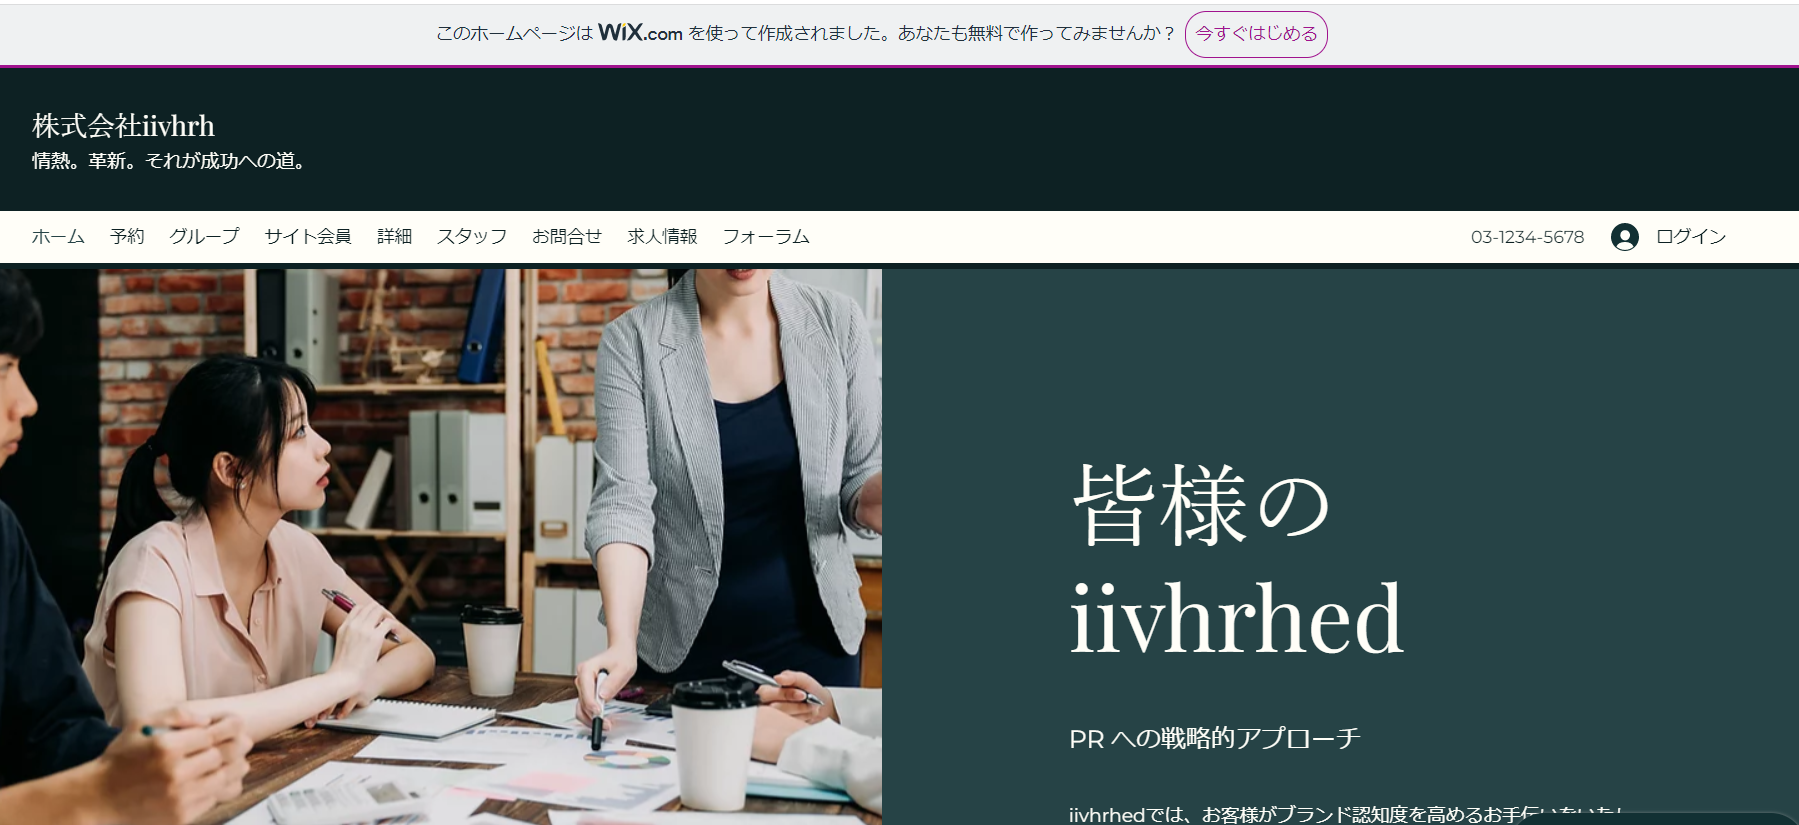 このホームページは WiX.com を使って作成されました。あなたも無料で作ってみませんか？ 今すぐはじめる
株式会社iivhrh
情熱。革新。それが成功への道。
ホーム 予約 グループ サイト会員 詳細 スタッフ お問合せ 求人情報 フォーラム 03-1234-5678 ログイン
皆様の
iivhrhed
PR への戦略的アプローチ
iivhrhedでは、お客様がブランド認知度を高めるお手伝いをいたし